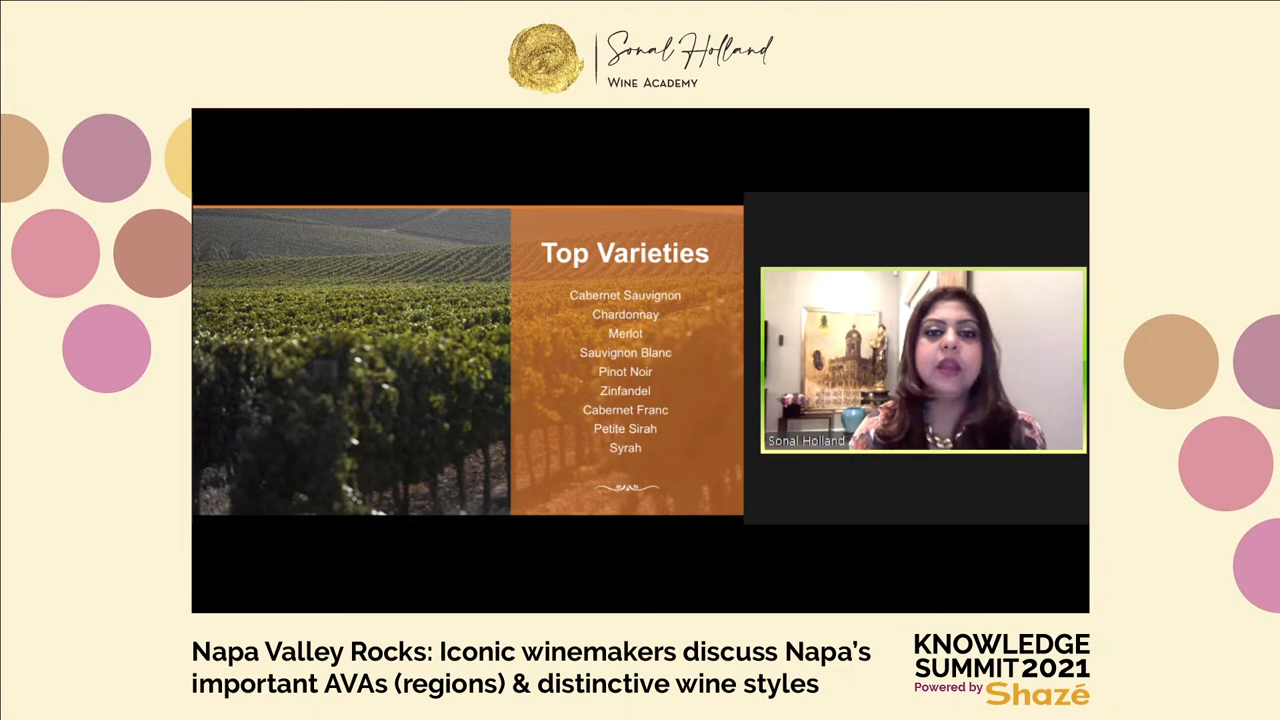 Sonal Holland
WINE ACADEMY
Top Varieties
Cabernet Sauvignon
Chardonnay
Merlot
Sauvignon Blanc
Pinot Noir
Zinfandel
Cabernet Franc
Petite Sirah
Syrah
Sonal Holland
Napa Valley Rocks: Iconic winemakers discuss Napa's
important AVAs (regions) & distinctive wine styles
KNOWLEDGE
SUMMIT 2021
Powered by Shazé